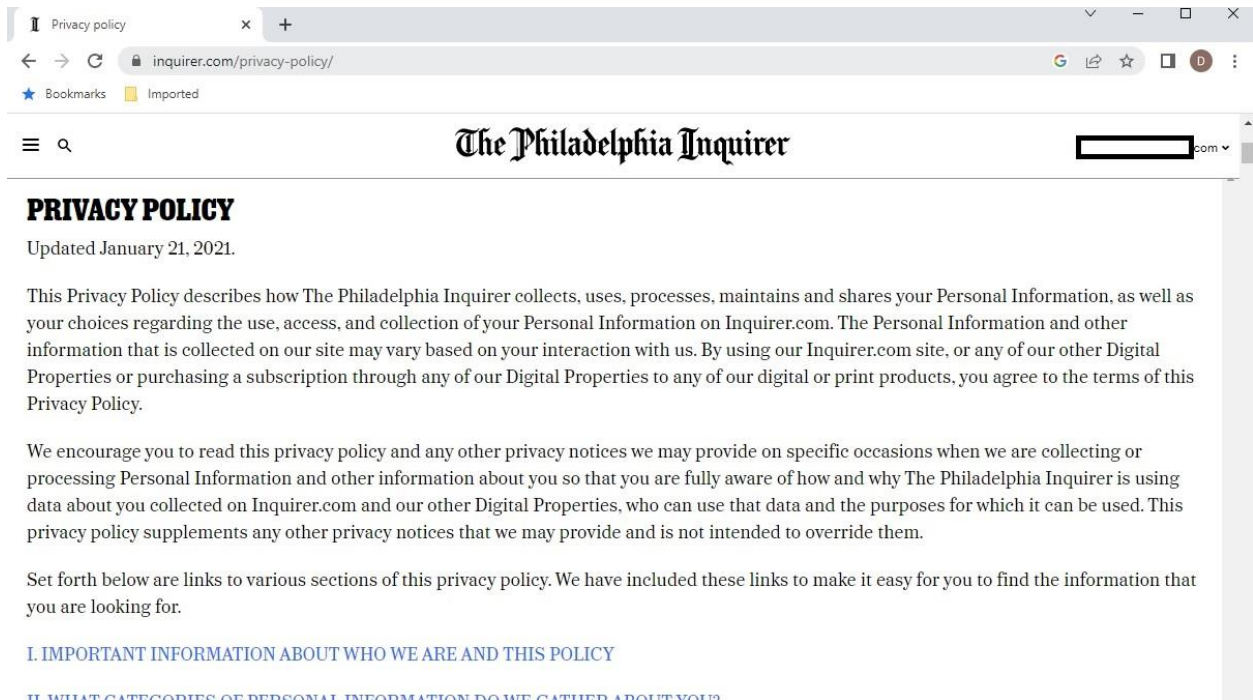 Privacy policy
inquirer.com/privacy-policy/
G
D
Bookmarks
Imported
The Philadelphia Inquirer
com
PRIVACY POLICY
Updated January 21, 2021.
This Privacy Policy describes how The Philadelphia Inquirer collects, uses, processes, maintains and shares your Personal Information, as well as
your choices regarding the use, access, and collection of your Personal Information on Inquirer.com. The Personal Information and other
information that is collected on our site may vary based on your interaction with us. By using our Inquirer.com site, or any of our other Digital
Properties or purchasing a subscription through any of our Digital Properties to any of our digital or print products, you agree to the terms of this
Privacy Policy.
We encourage you to read this privacy policy and any other privacy notices we may provide on specific occasions when we are collecting or
processing Personal Information and other information about you so that you are fully aware of how and why The Philadelphia Inquirer is using
data about you collected on Inquirer.com and our other Digital Properties, who can use that data and the purposes for which it can be used. This
privacy policy supplements any other privacy notices that we may provide and is not intended to override them.
Set forth below are links to various sections of this privacy policy. We have included these links to make it easy for you to find the information that
you are looking for.
I. IMPORTANT INFORMATION ABOUT WHO WE ARE AND THIS POLICY
II. WHAT CATEGORIES OF PERSONAL INFORMATION DO WE GATHER ABOUT YOU?